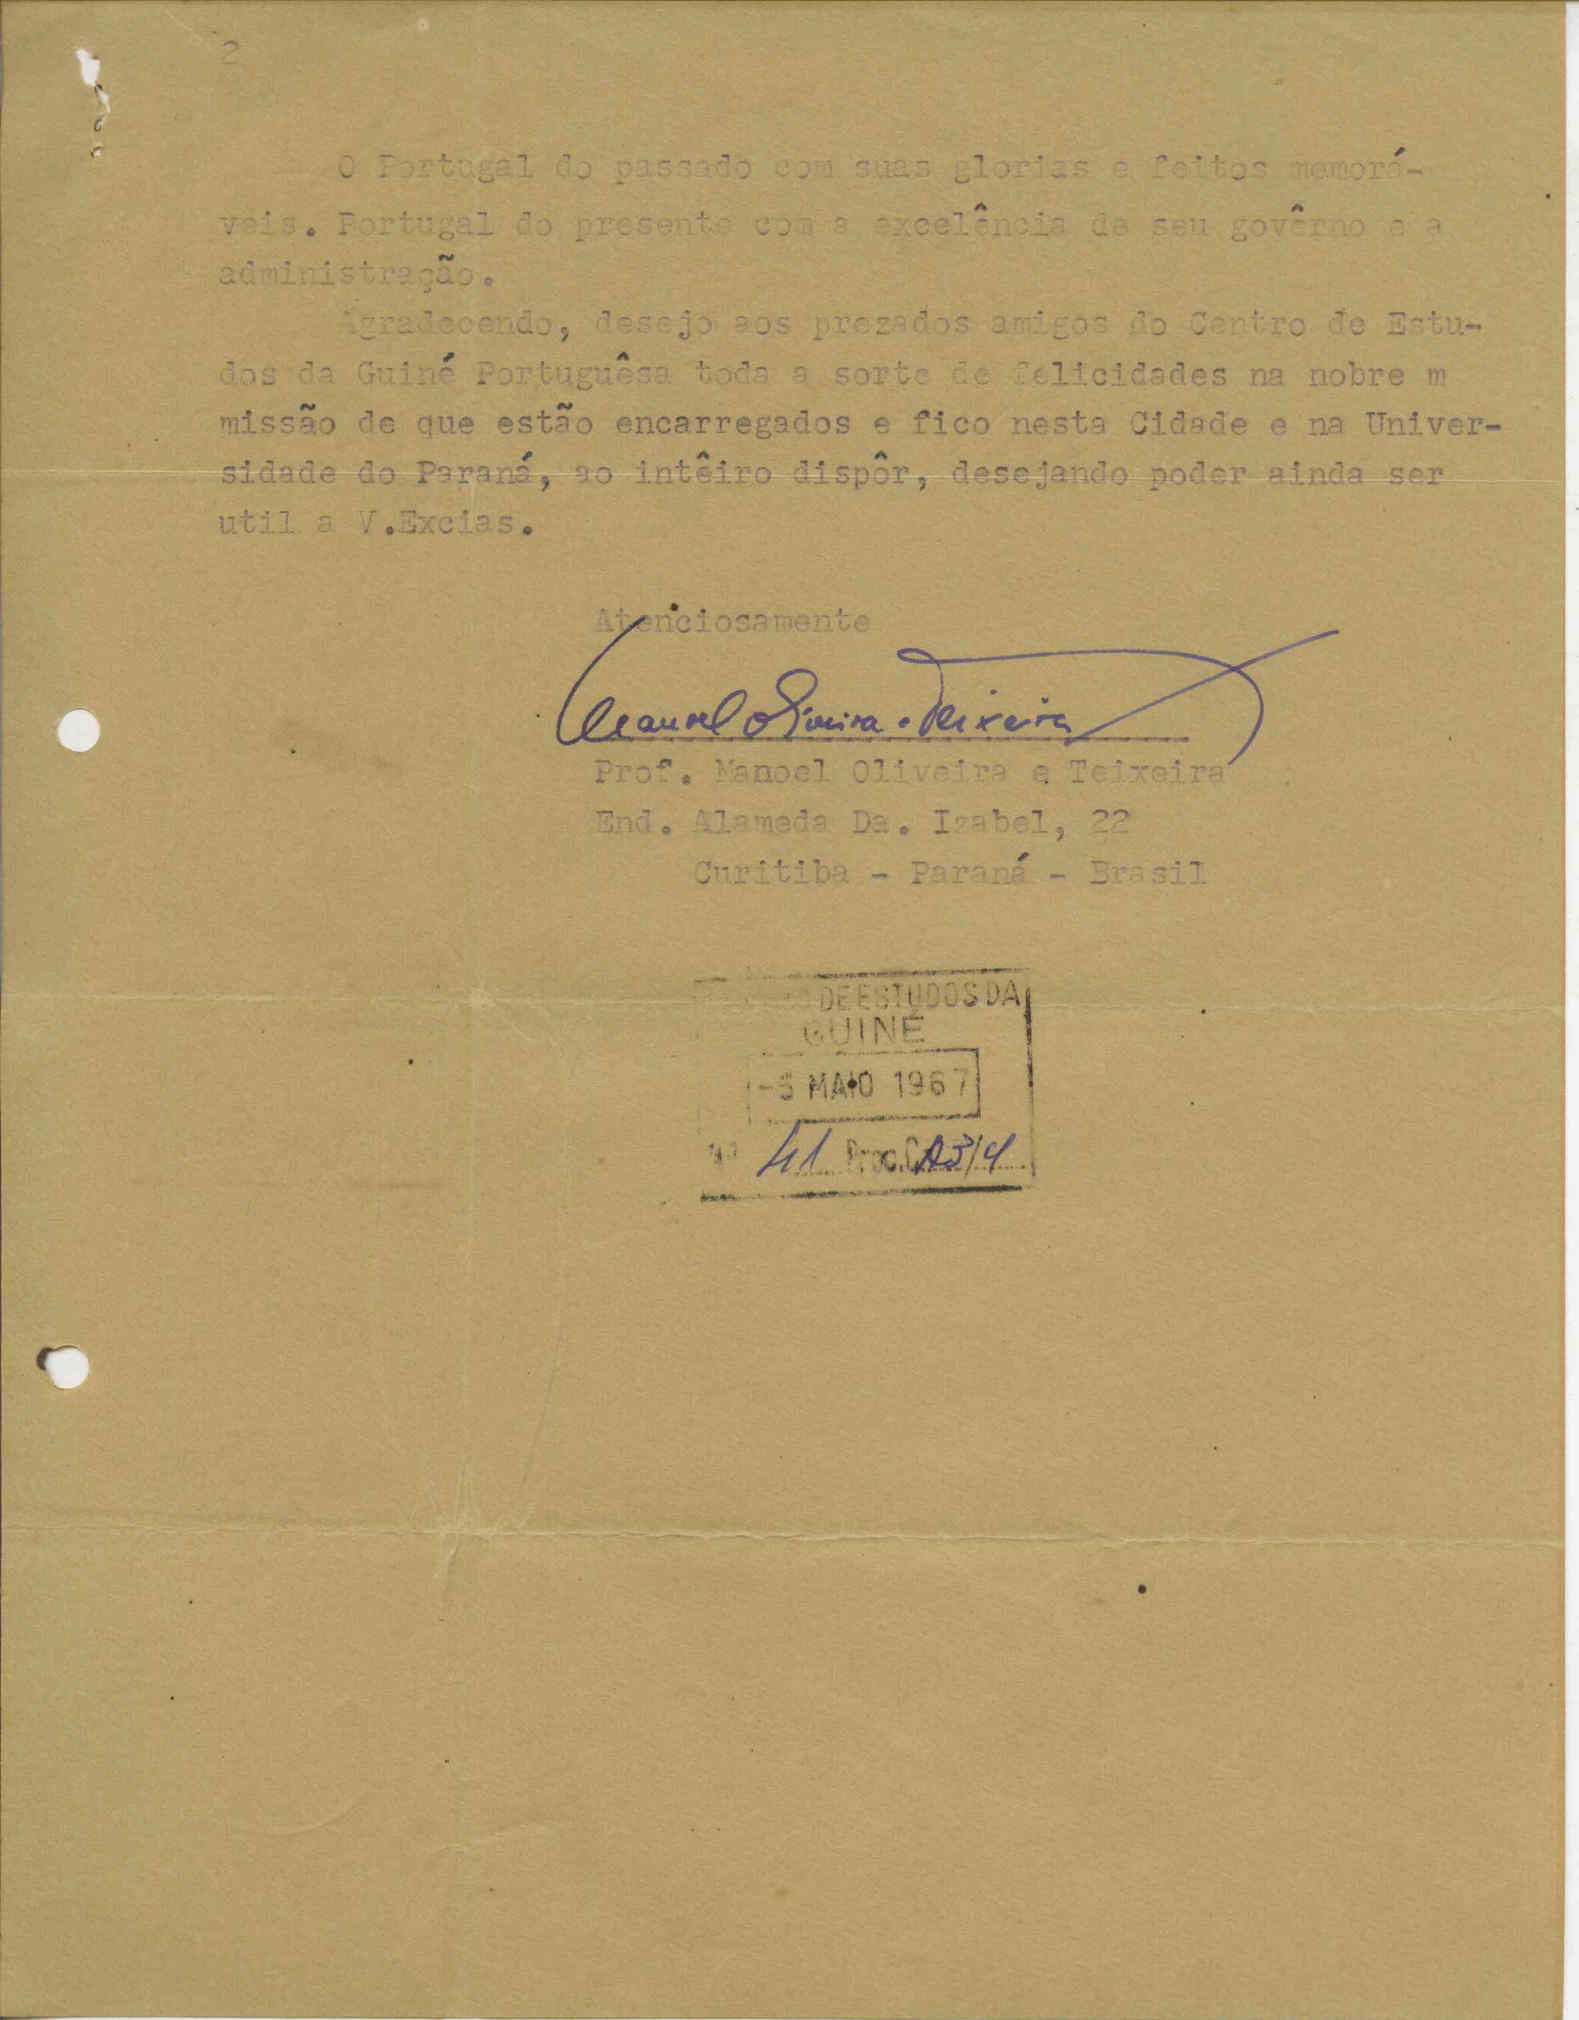 2
O Portugal do passado com suas glorias e feitos memorá-
veis. Portugal do presente com a excelência de seu govêrno e a
administração.
Agradecendo, desejo aos prezados amigos do Centro de Estu-
dos da Guiné Portuguêsa toda a sorte de felicidades na nobre m
missão de que estão encarregados e fico nesta Cidade e na Univer-
sidade do Paraná, ao intêiro dispôr, desejando poder ainda ser
util a V.Excias.
Atenciosamente
Manoel Oliveira e Teixeira
Prof. Manoel Oliveira e Teixeira
End. Alameda Da. Izabel, 22
Curitiba - Paraná - Brasil
DE ESTUDOS DA
GUINÉ
MAIO 1967
Nº 41 Proc. A3/4